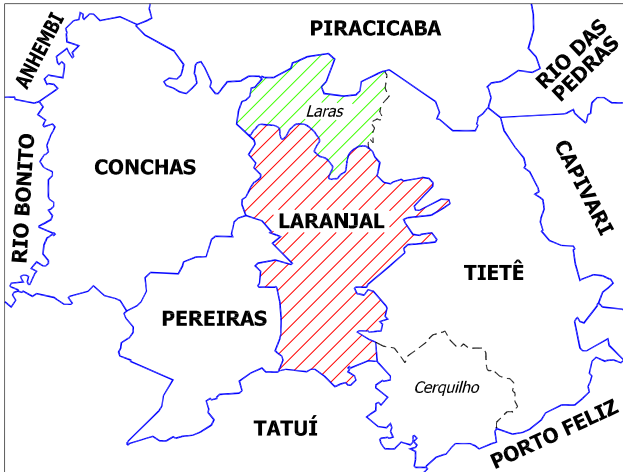 PIRACICABA
ANHEMBI
RIO DAS
PEDRAS
Laras
CONCHAS
RIO BONITO
CAPIVARI
LARANJAL
TIETÊ
PEREIRAS
Cerquilho
TATUÍ
PORTO FELIZ